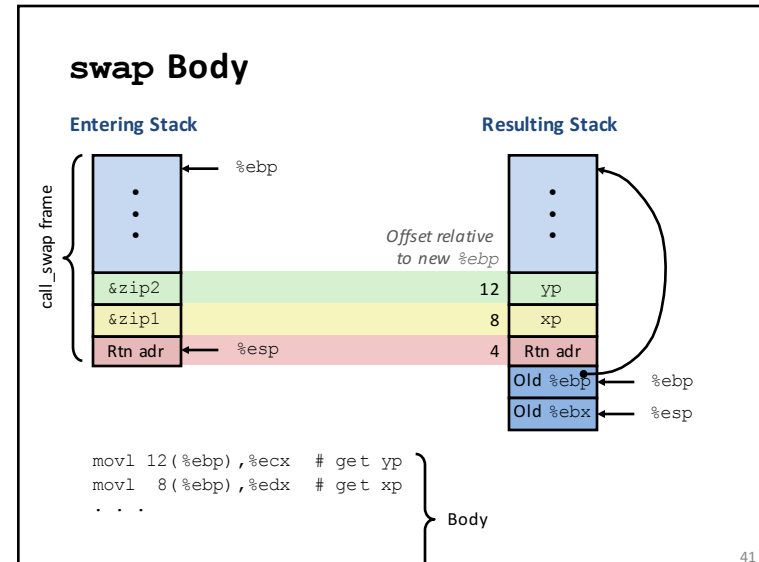 swap Body
Entering Stack
Resulting Stack
%ebp
call_swap frame
•
•
•
•
•
•
Offset relative
to new %ebp
&zip2
12
yp
&zip1
8
xp
Rtn adr
%esp
4
Rtn adr
Old %ebp
%ebp
Old %ebx
%esp
movl 12(%ebp),%ecx # get yp
movl 8(%ebp),%edx # get xp
. . .
Body
41